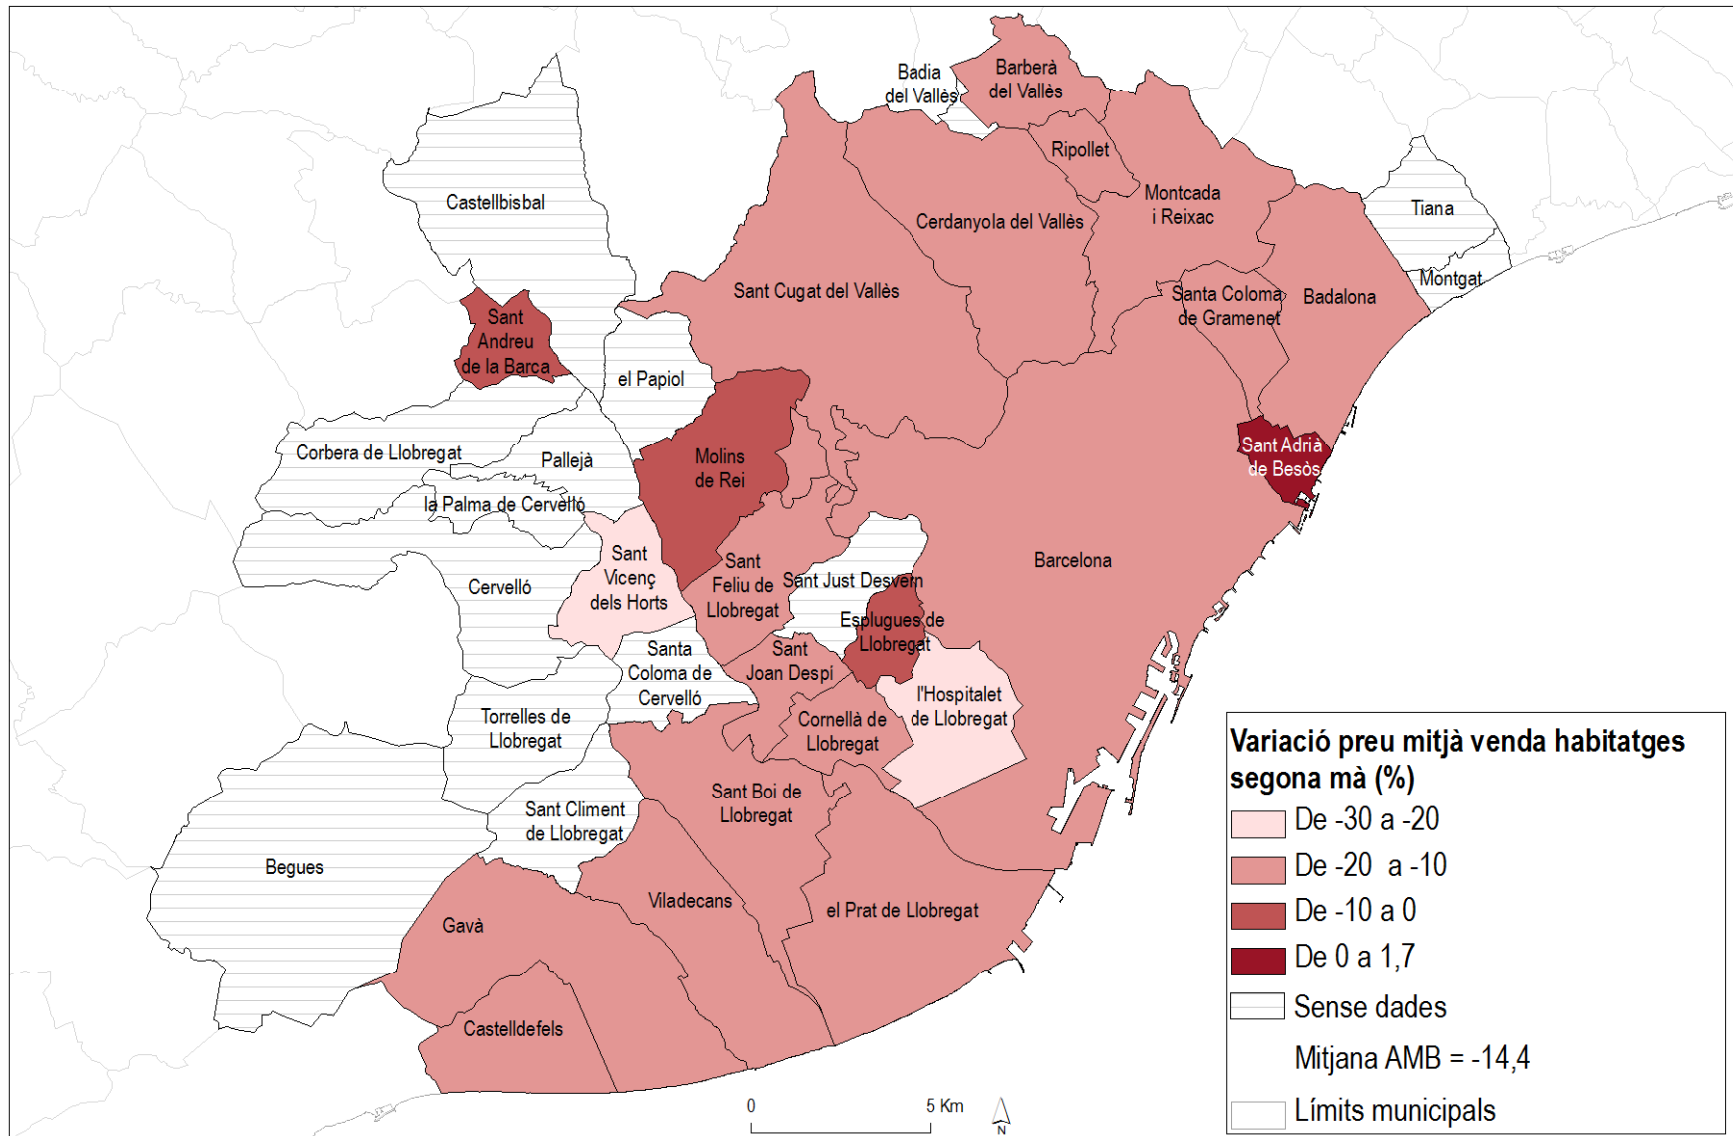 Badia
del Vallès
Barberà
del Vallès
Ripollet
Castellbisbal
Montcada
i Reixac
Tiana
Cerdanyola del Vallès
Montgat
Sant Cugat del Vallès
Santa Coloma
de Gramenet
Badalona
Sant
Andreu
de la Barca
el Papiol
Corbera de Llobregat
Pallejà
Molins
de Rei
Sant Adrià
de Besòs
la Palma de Cervelló
Sant
Vicenç
dels Horts
Sant
Feliu de
Llobregat
Barcelona
Cervelló
Sant Just Desvern
Esplugues de
Llobregat
Santa
Coloma de
Cervelló
Sant
Joan Despi
l'Hospitalet
de Llobregat
Torrelles de
Llobregat
Cornellà de
Llobregat
Sant Boi de
Llobregat
Sant Climent
de Llobregat
Begues
Viladecans
el Prat de Llobregat
Gavà
Castelldefels
Variació preu mitjà venda habitatges
segona mà (%)
De -30 a -20
De -20 a -10
De -10 a 0
De 0 a 1,7
Sense dades
Mitjana AMB = -14,4
Límits municipals
0 5 Km
N